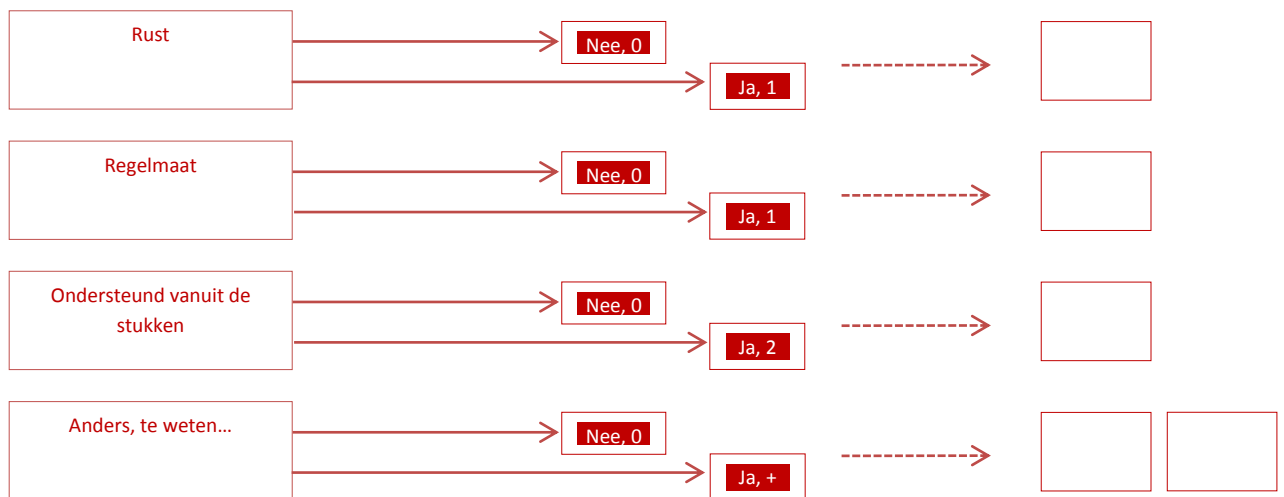 Rust
Nee, 0
Ja, 1
Regelmaat
Nee, 0
Ja, 1
Ondersteund vanuit de
stukken
Nee, 0
Ja, 2
Anders, te weten…
Nee, 0
Ja, +